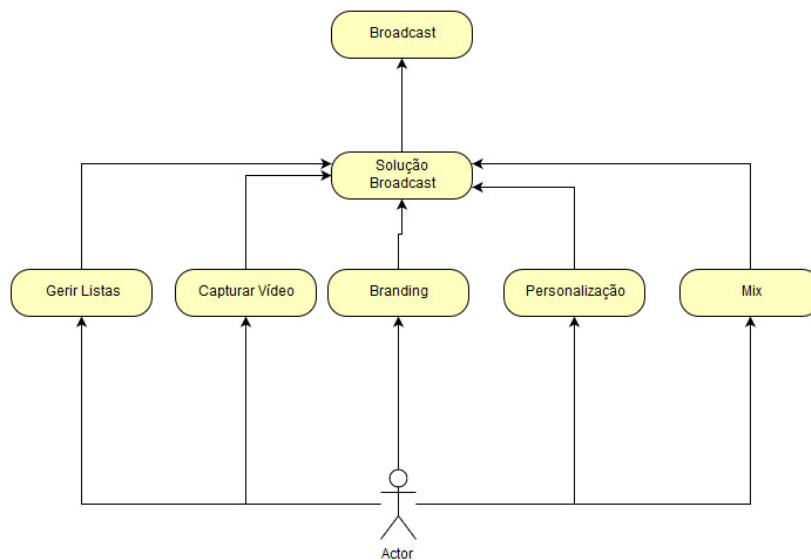 Broadcast
Solução
Broadcast
Gerir Listas
Capturar Vídeo
Branding
Personalização
Mix
Actor